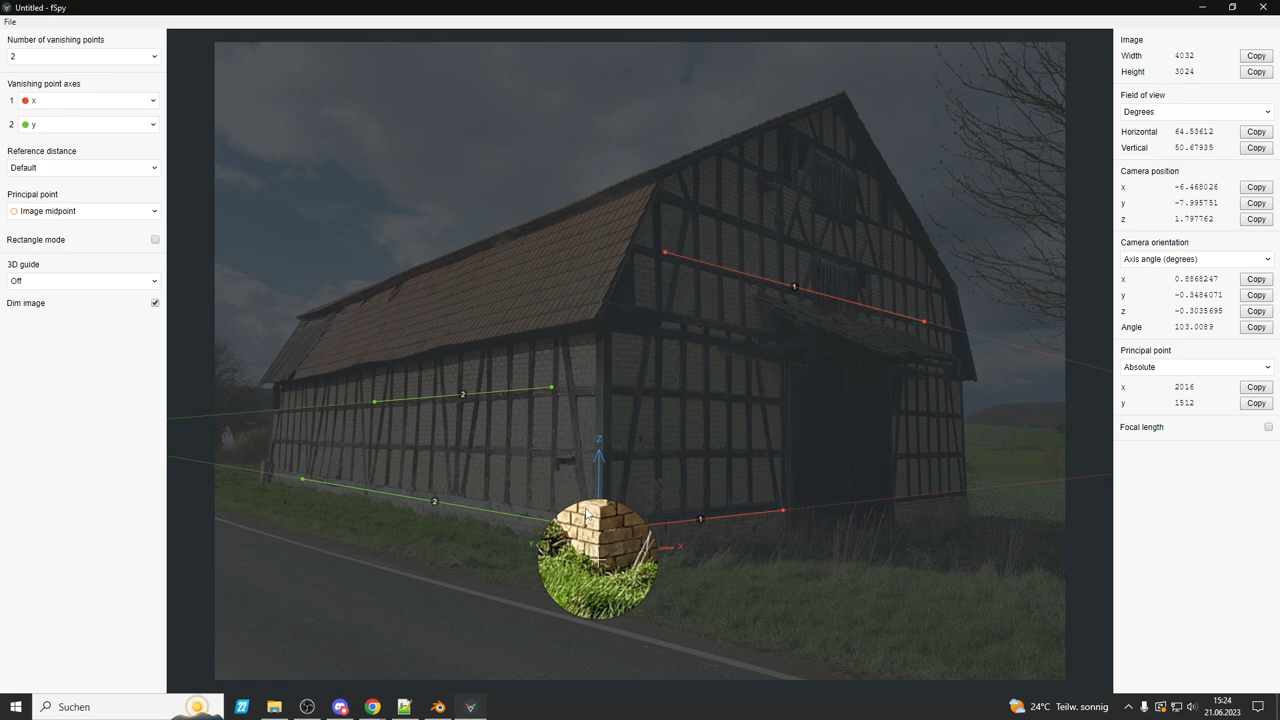 Untitled - fSpy
File
Number of vanishing points
2
Vanishing point axes
1 x
2 y
Reference distance
Default
Principal point
Image midpoint
Rectangle mode
3D guide
Off
Dim image
1
2
Z
2
1
Y
X
Image
Width 4032 Copy
Height 3024 Copy
Field of view
Degrees
Horizontal 64.53612 Copy
Vertical 50.67935 Copy
Camera position
x -6.468026 Copy
y -7.995751 Copy
z 1.797762 Copy
Camera orientation
Axis angle (degrees)
x 0.8868247 Copy
y -0.3484071 Copy
z -0.3035695 Copy
Angle 103.0089 Copy
Principal point
Absolute
x 2016 Copy
y 1512 Copy
Focal length
Suchen
24°C Teilw. sonnig
15:24
21.06.2023